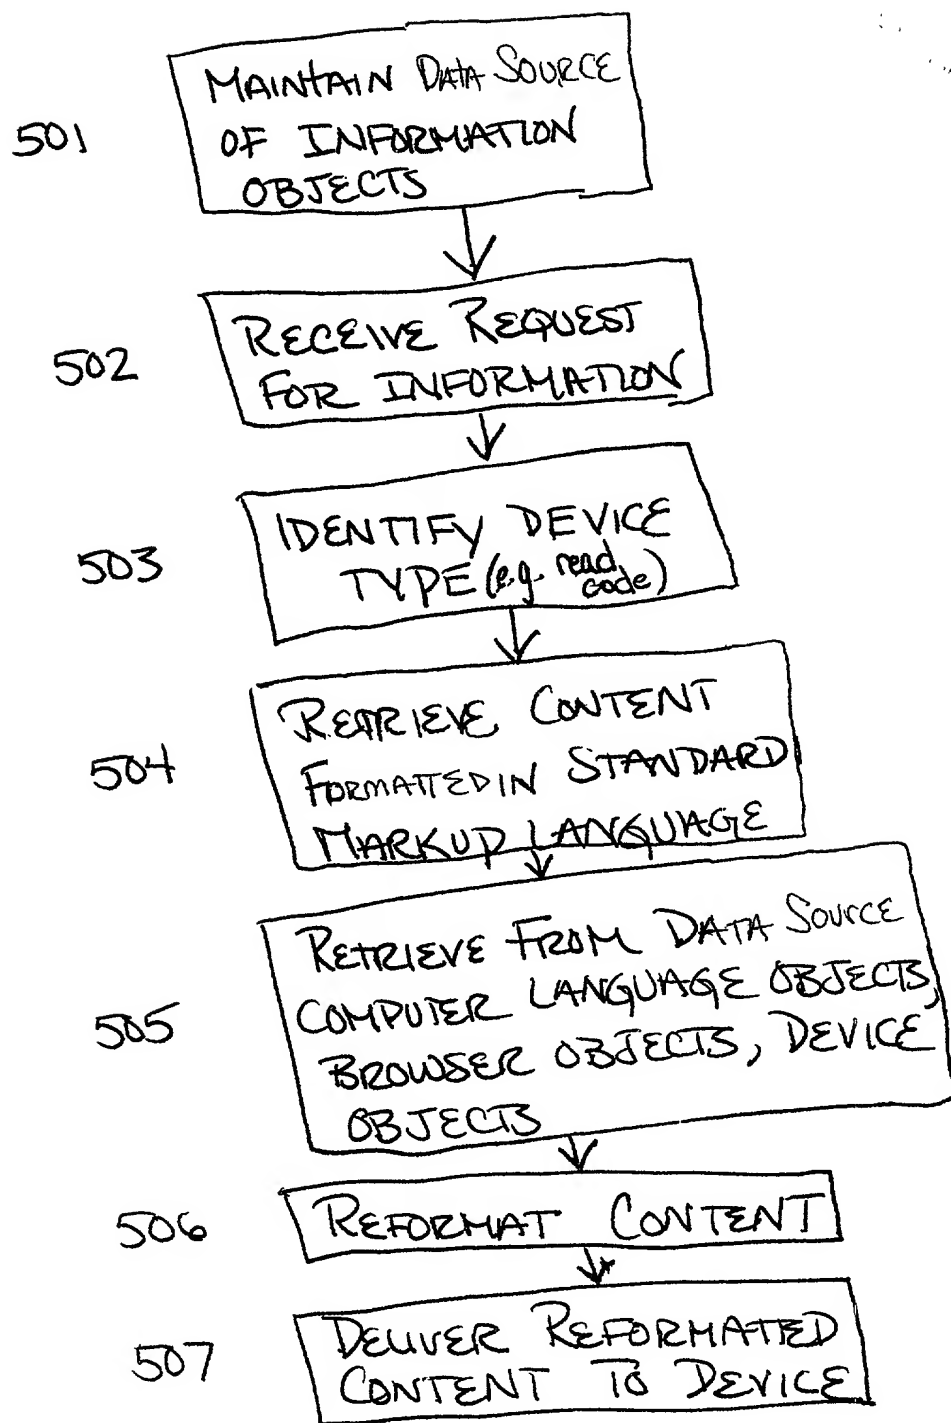 501
MAINTAIN DATA SOURCE
OF INFORMATION
OBJECTS
502
RECEIVE REQUEST
FOR INFORMATION
503
IDENTIFY DEVICE
TYPE (e.g. read code)
504
RETRIEVE CONTENT
FORMATTED IN STANDARD
MARKUP LANGUAGE
505
RETRIEVE FROM DATA SOURCE
COMPUTER LANGUAGE OBJECTS,
BROWSER OBJECTS, DEVICE
OBJECTS
506
REFORMAT CONTENT
507
DELIVER REFORMATTED
CONTENT TO DEVICE